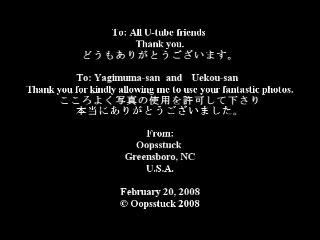 To: All U-tube friends
Thank you.
どうもありがとうございます。
To: Yagimuma-san and Uekou-san
Thank you for kindly allowing me to use your fantastic photos.
こころよく写真の使用を許可して下さり
本当にありがとうございました。
From:
Oopsstuck
Greensboro, NC
U.S.A.
February 20, 2008
© Oopsstuck 2008